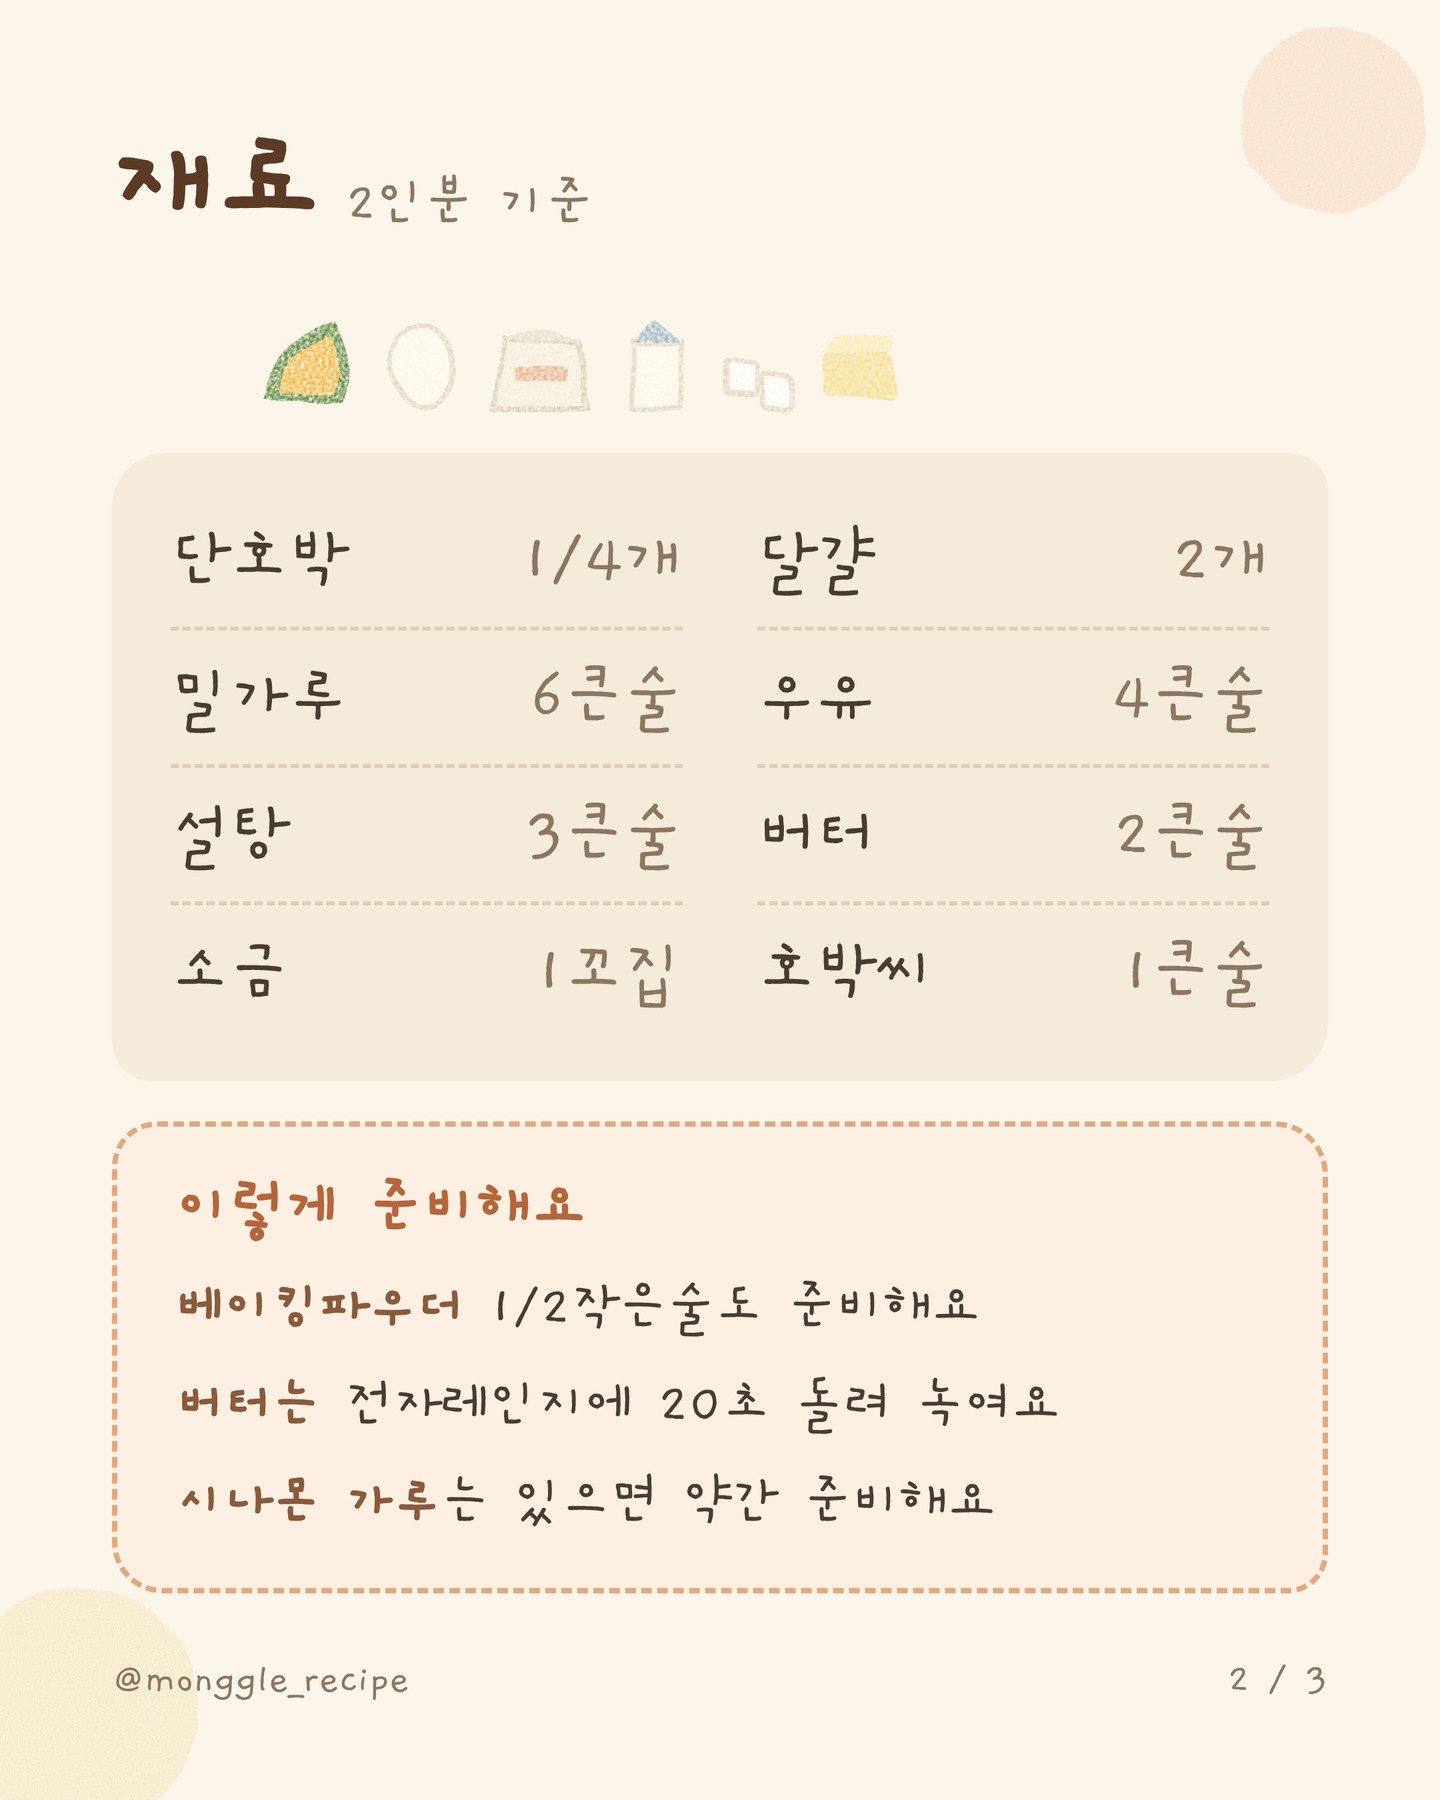 재료 2인분 기준
단호박 1/4개 달걀 2개
밀가루 6큰술 우유 4큰술
설탕 3큰술 버터 2큰술
소금 1꼬집 호박씨 1큰술
이렇게 준비해요
베이킹파우더 1/2작은술도 준비해요
버터는 전자레인지에 20초 돌려 녹여요
시나몬 가루는 있으면 약간 준비해요
@monggle_recipe 2 / 3